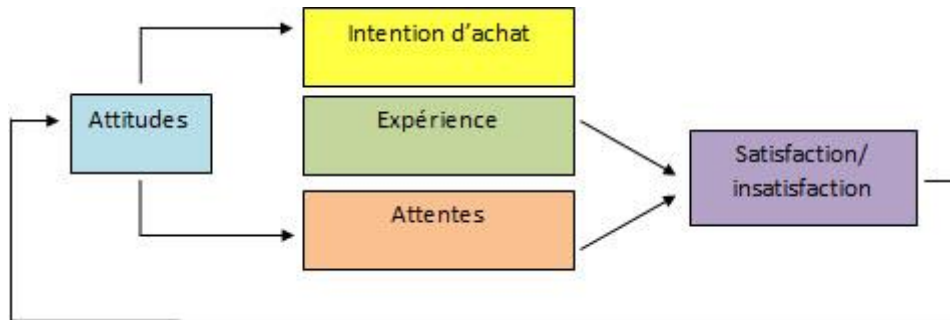 Intention d’achat
Attitudes
Expérience
Satisfaction/
insatisfaction
Attentes